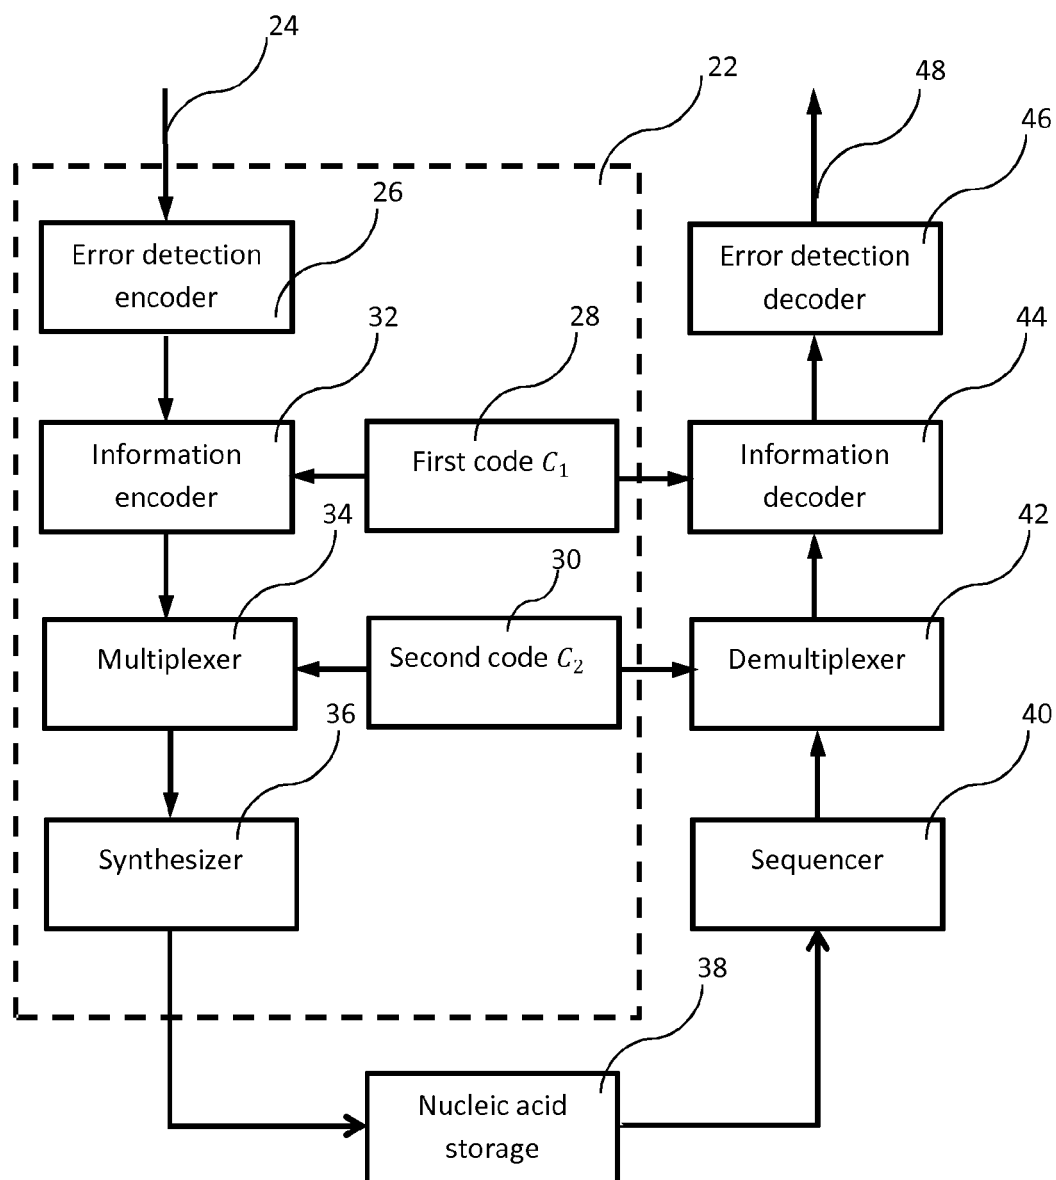 24
22
48
46
26
Error detection
encoder
Error detection
decoder
32
28
44
Information
encoder
First code C₁
Information
decoder
34
30
42
Multiplexer
Second code C₂
Demultiplexer
36
40
Synthesizer
Sequencer
38
Nucleic acid
storage